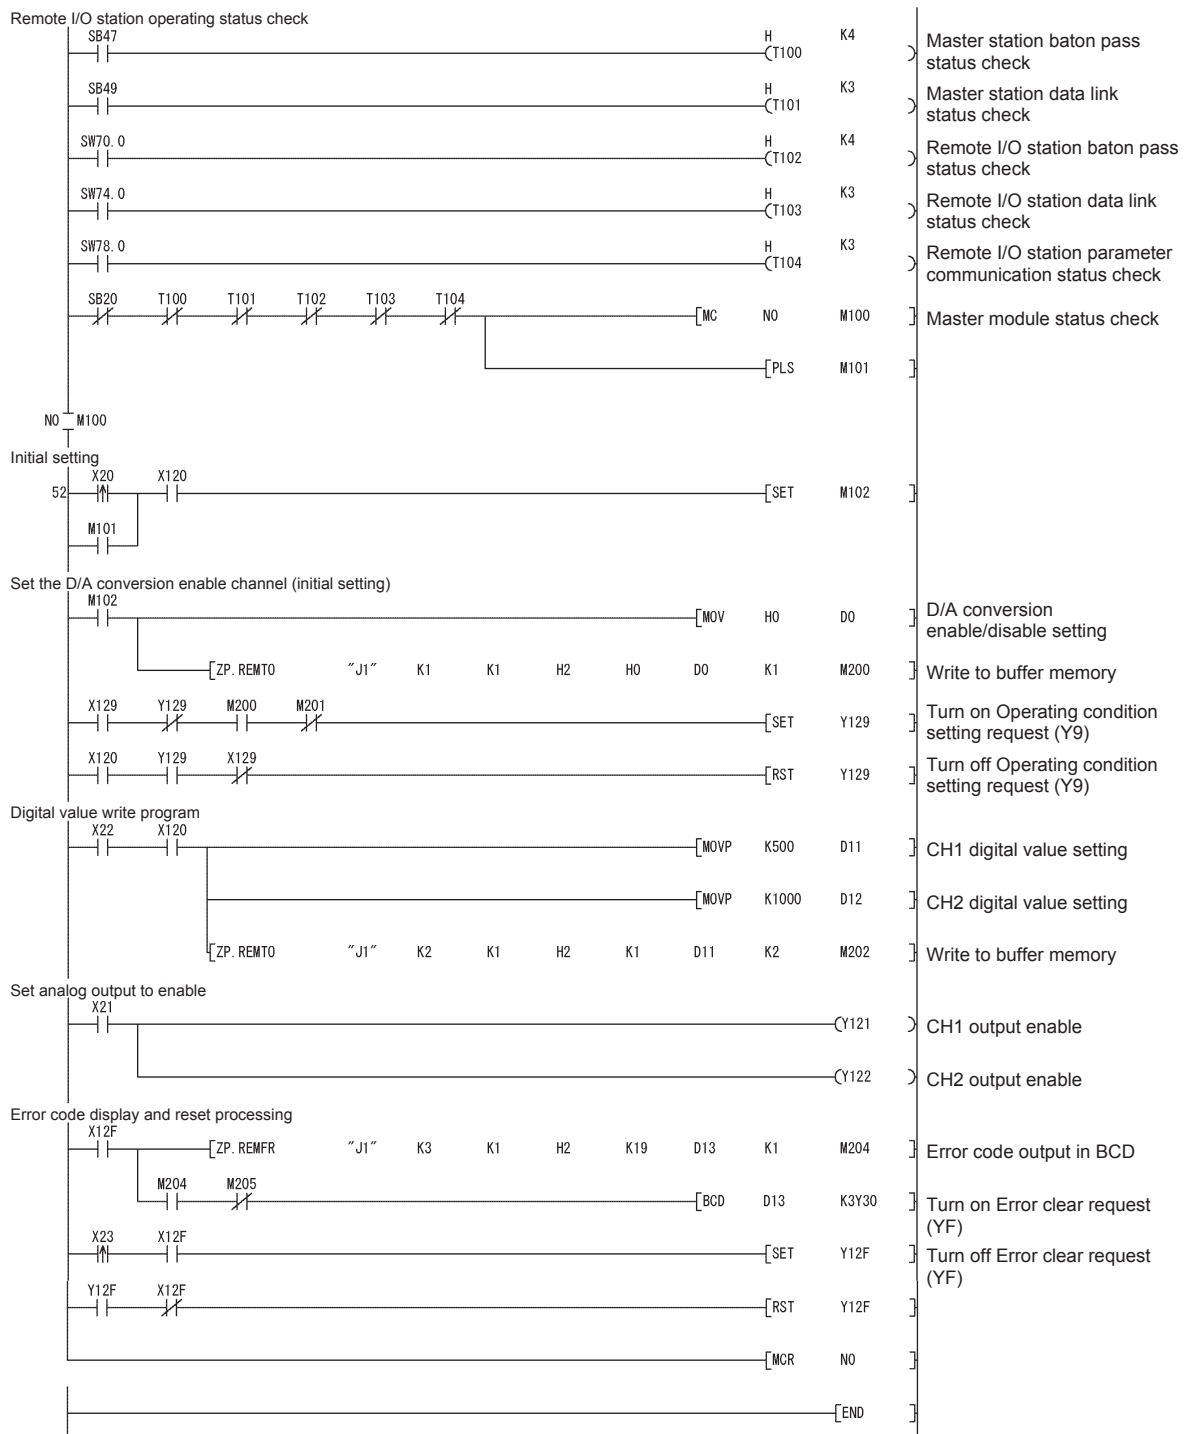 Remote I/O station operating status check
SB47 H K4
T100 Master station baton pass
status check
SB49 H K3
T101 Master station data link
status check
SW70.0 H K4
T102 Remote I/O station baton pass
status check
SW74.0 H K3
T103 Remote I/O station data link
status check
SW78.0 H K3
T104 Remote I/O station parameter
communication status check
SB20 T100 T101 T102 T103 T104
MC N0 M100 Master module status check
PLS M101
N0 M100
Initial setting
X20 X120
52 SET M102
M101
Set the D/A conversion enable channel (initial setting)
M102
MOV H0 D0 D/A conversion
enable/disable setting
ZP.REMTO "J1" K1 K1 H2 H0 D0 K1 M200 Write to buffer memory
X129 Y129 M200 M201
SET Y129 Turn on Operating condition
setting request (Y9)
X120 Y129 X129
RST Y129 Turn off Operating condition
setting request (Y9)
Digital value write program
X22 X120
MOVP K500 D11 CH1 digital value setting
MOVP K1000 D12 CH2 digital value setting
ZP.REMTO "J1" K2 K1 H2 K1 D11 K2 M202 Write to buffer memory
Set analog output to enable
X21
Y121 CH1 output enable
Y122 CH2 output enable
Error code display and reset processing
X12F
ZP.REMFR "J1" K3 K1 H2 K19 D13 K1 M204 Error code output in BCD
M204 M205
BCD D13 K3Y30 Turn on Error clear request
(YF)
X23 X12F
SET Y12F Turn off Error clear request
(YF)
Y12F X12F
RST Y12F
MCR N0
END